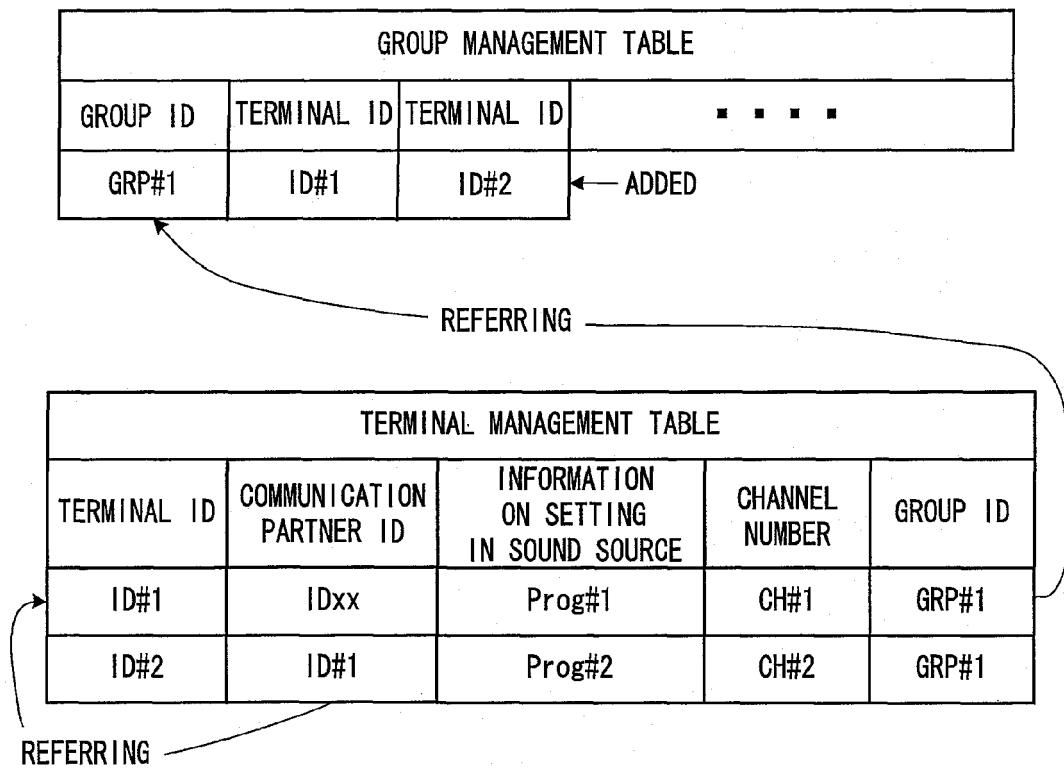 GROUP MANAGEMENT TABLE
GROUP ID TERMINAL ID TERMINAL ID ▪ ▪ ▪ ▪
GRP#1 ID#1 ID#2 ADDED
REFERRING
TERMINAL MANAGEMENT TABLE
TERMINAL ID
COMMUNICATION
PARTNER ID
INFORMATION
ON SETTING
IN SOUND SOURCE
CHANNEL
NUMBER
GROUP ID
ID#1 IDxx Prog#1 CH#1 GRP#1
ID#2 ID#1 Prog#2 CH#2 GRP#1
REFERRING